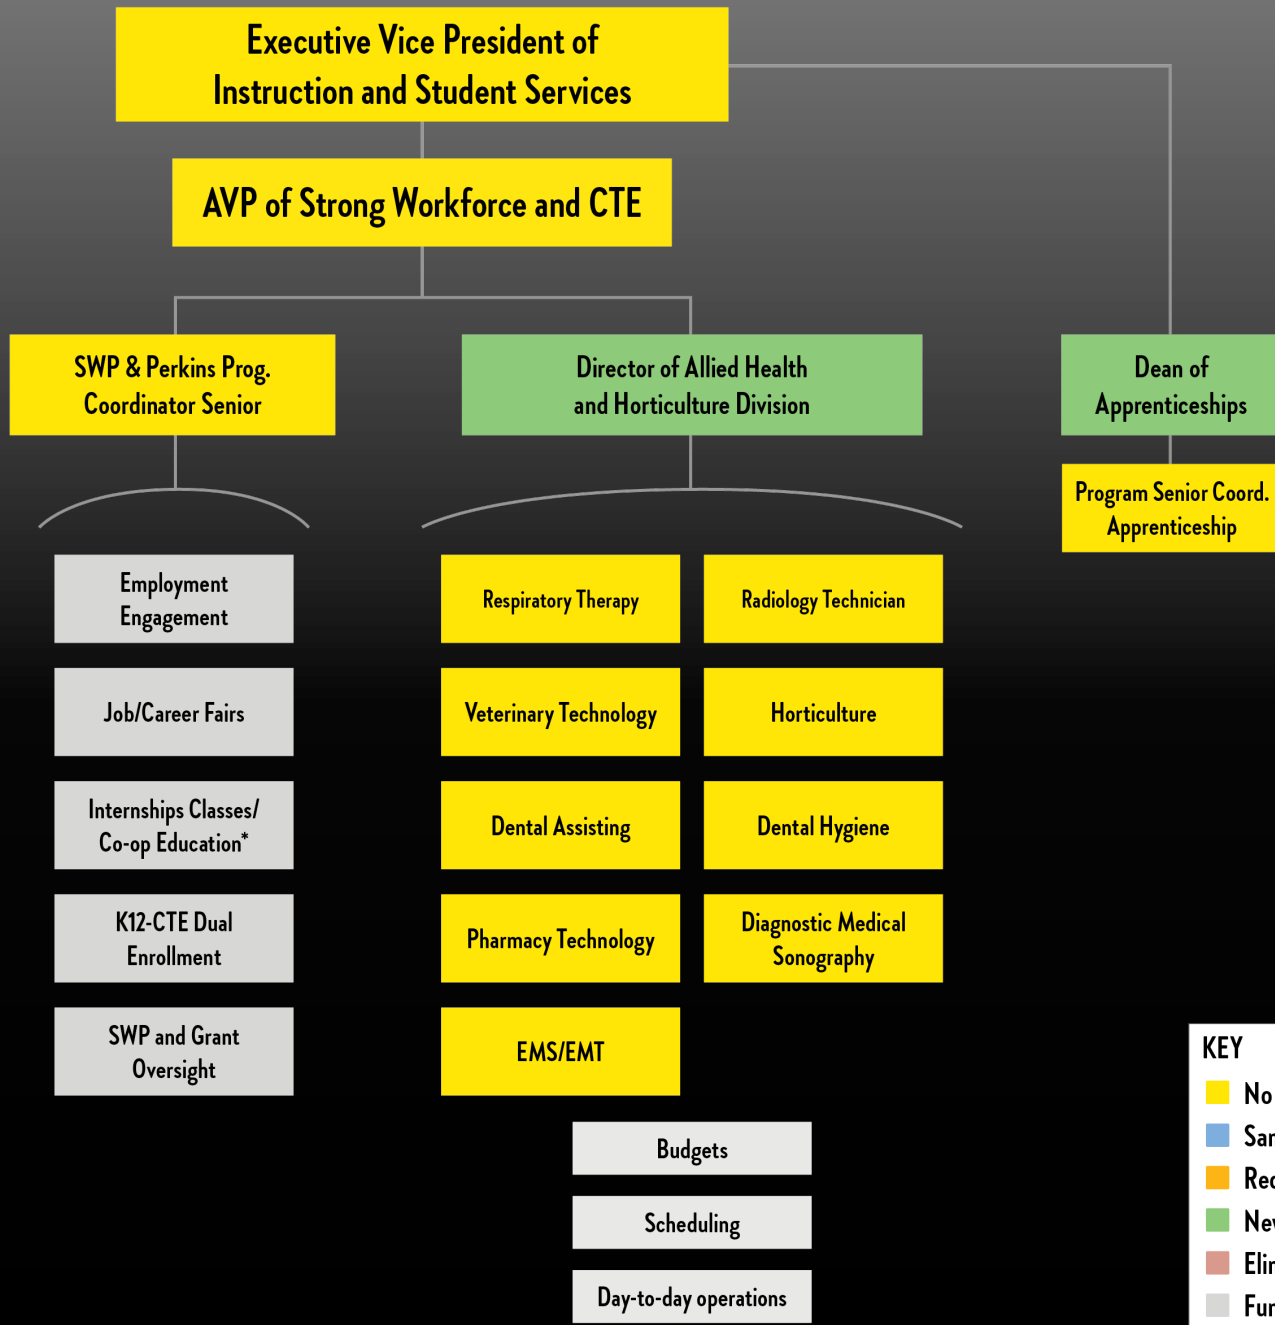 Executive Vice President of
Instruction and Student Services
AVP of Strong Workforce and CTE
SWP & Perkins Prog.
Coordinator Senior
Director of Allied Health
and Horticulture Division
Dean of
Apprenticeships
Program Senior Coord.
Apprenticeship
Employment
Engagement
Job/Career Fairs
Internships Classes/
Co-op Education*
K12-CTE Dual
Enrollment
SWP and Grant
Oversight
Respiratory Therapy
Radiology Technician
Veterinary Technology
Horticulture
Dental Assisting
Dental Hygiene
Pharmacy Technology
Diagnostic Medical
Sonography
EMS/EMT
Budgets
Scheduling
Day-to-day operations
KEY
No